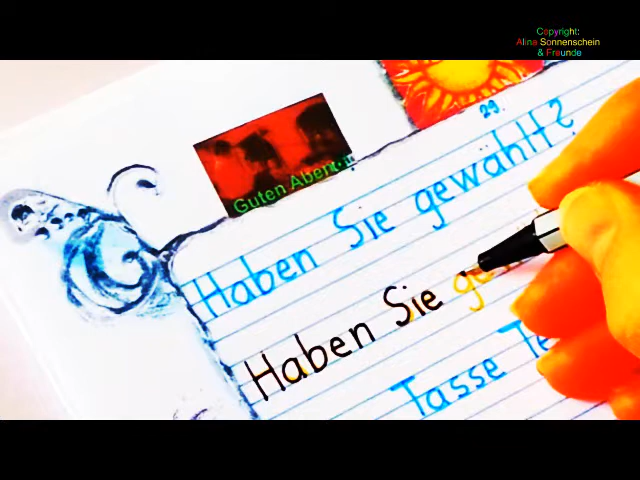 Copyright:
Alina Sonnenschein
& Freunde
29.
Guten Abend
Haben Sie gewählt?
Haben Sie
Tasse